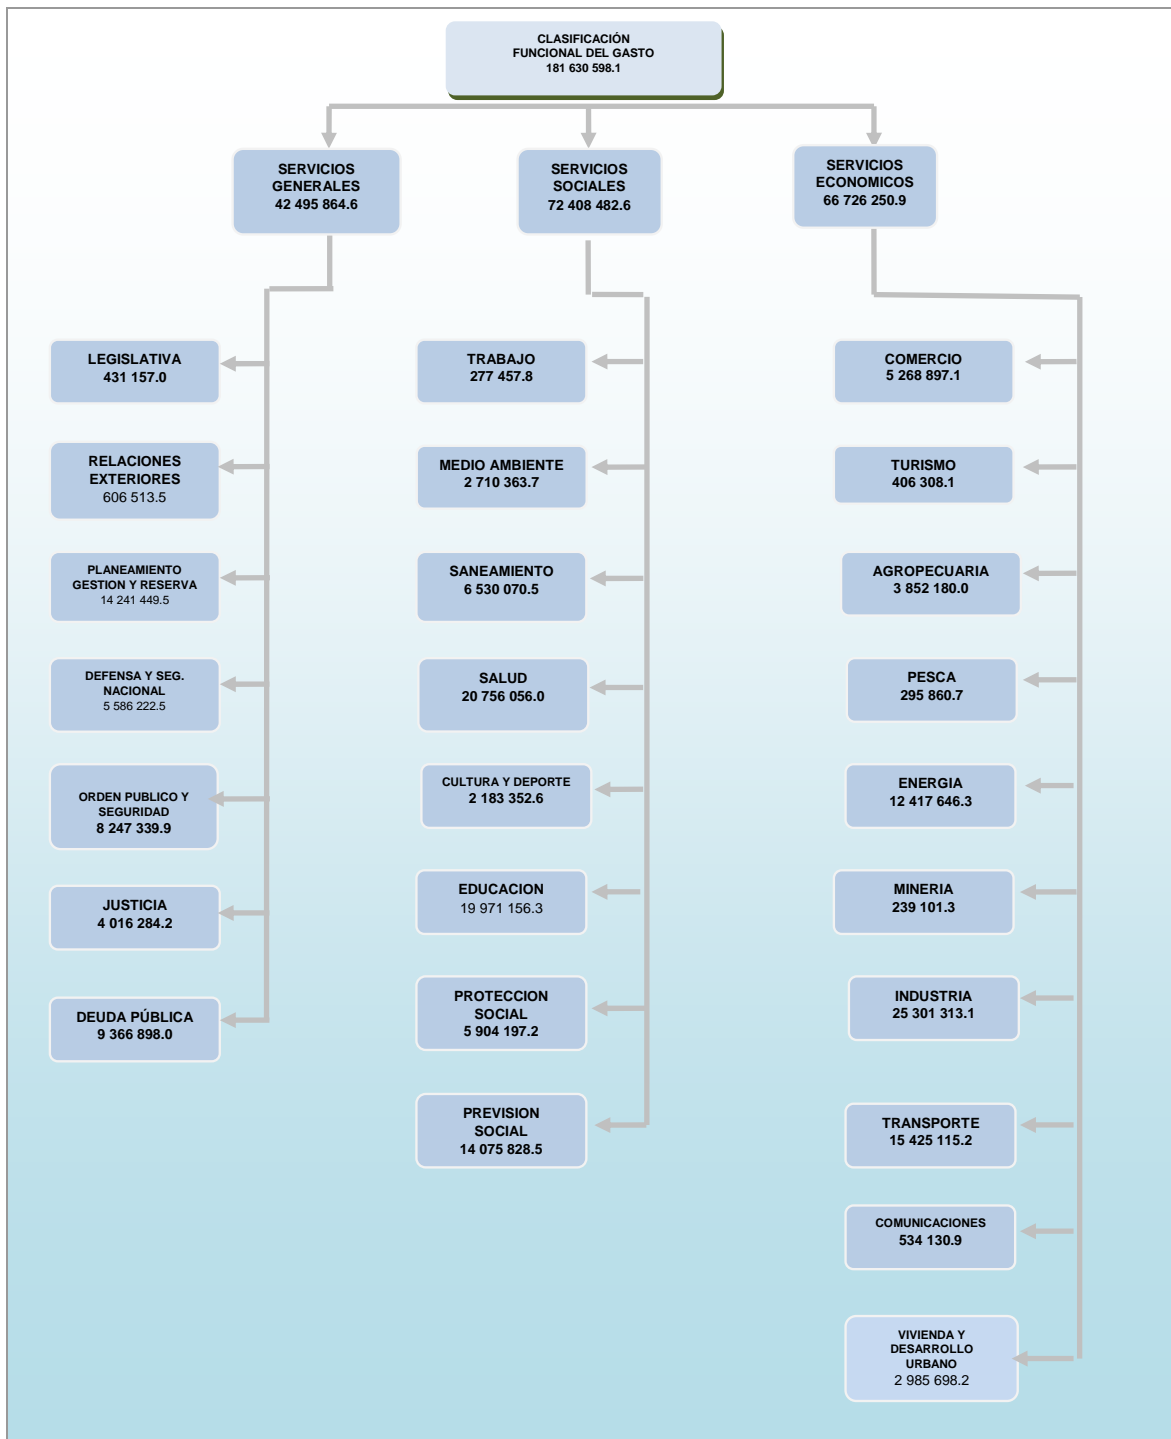 CLASIFICACIÓN
FUNCIONAL DEL GASTO
181 630 598.1
SERVICIOS
GENERALES
42 495 864.6
SERVICIOS
SOCIALES
72 408 482.6
SERVICIOS
ECONOMICOS
66 726 250.9
LEGISLATIVA
431 157.0
RELACIONES
EXTERIORES
606 513.5
PLANEAMIENTO
GESTION Y RESERVA
14 241 449.5
DEFENSA Y SEG.
NACIONAL
5 586 222.5
ORDEN PUBLICO Y
SEGURIDAD
8 247 339.9
JUSTICIA
4 016 284.2
DEUDA PÚBLICA
9 366 898.0
TRABAJO
277 457.8
MEDIO AMBIENTE
2 710 363.7
SANEAMIENTO
6 530 070.5
SALUD
20 756 056.0
CULTURA Y DEPORTE
2 183 352.6
EDUCACION
19 971 156.3
PROTECCION
SOCIAL
5 904 197.2
PREVISION
SOCIAL
14 075 828.5
COMERCIO
5 268 897.1
TURISMO
406 308.1
AGROPECUARIA
3 852 180.0
PESCA
295 860.7
ENERGIA
12 417 646.3
MINERIA
239 101.3
INDUSTRIA
25 301 313.1
TRANSPORTE
15 425 115.2
COMUNICACIONES
534 130.9
VIVIENDA Y
DESARROLLO
URBANO
2 985 698.2